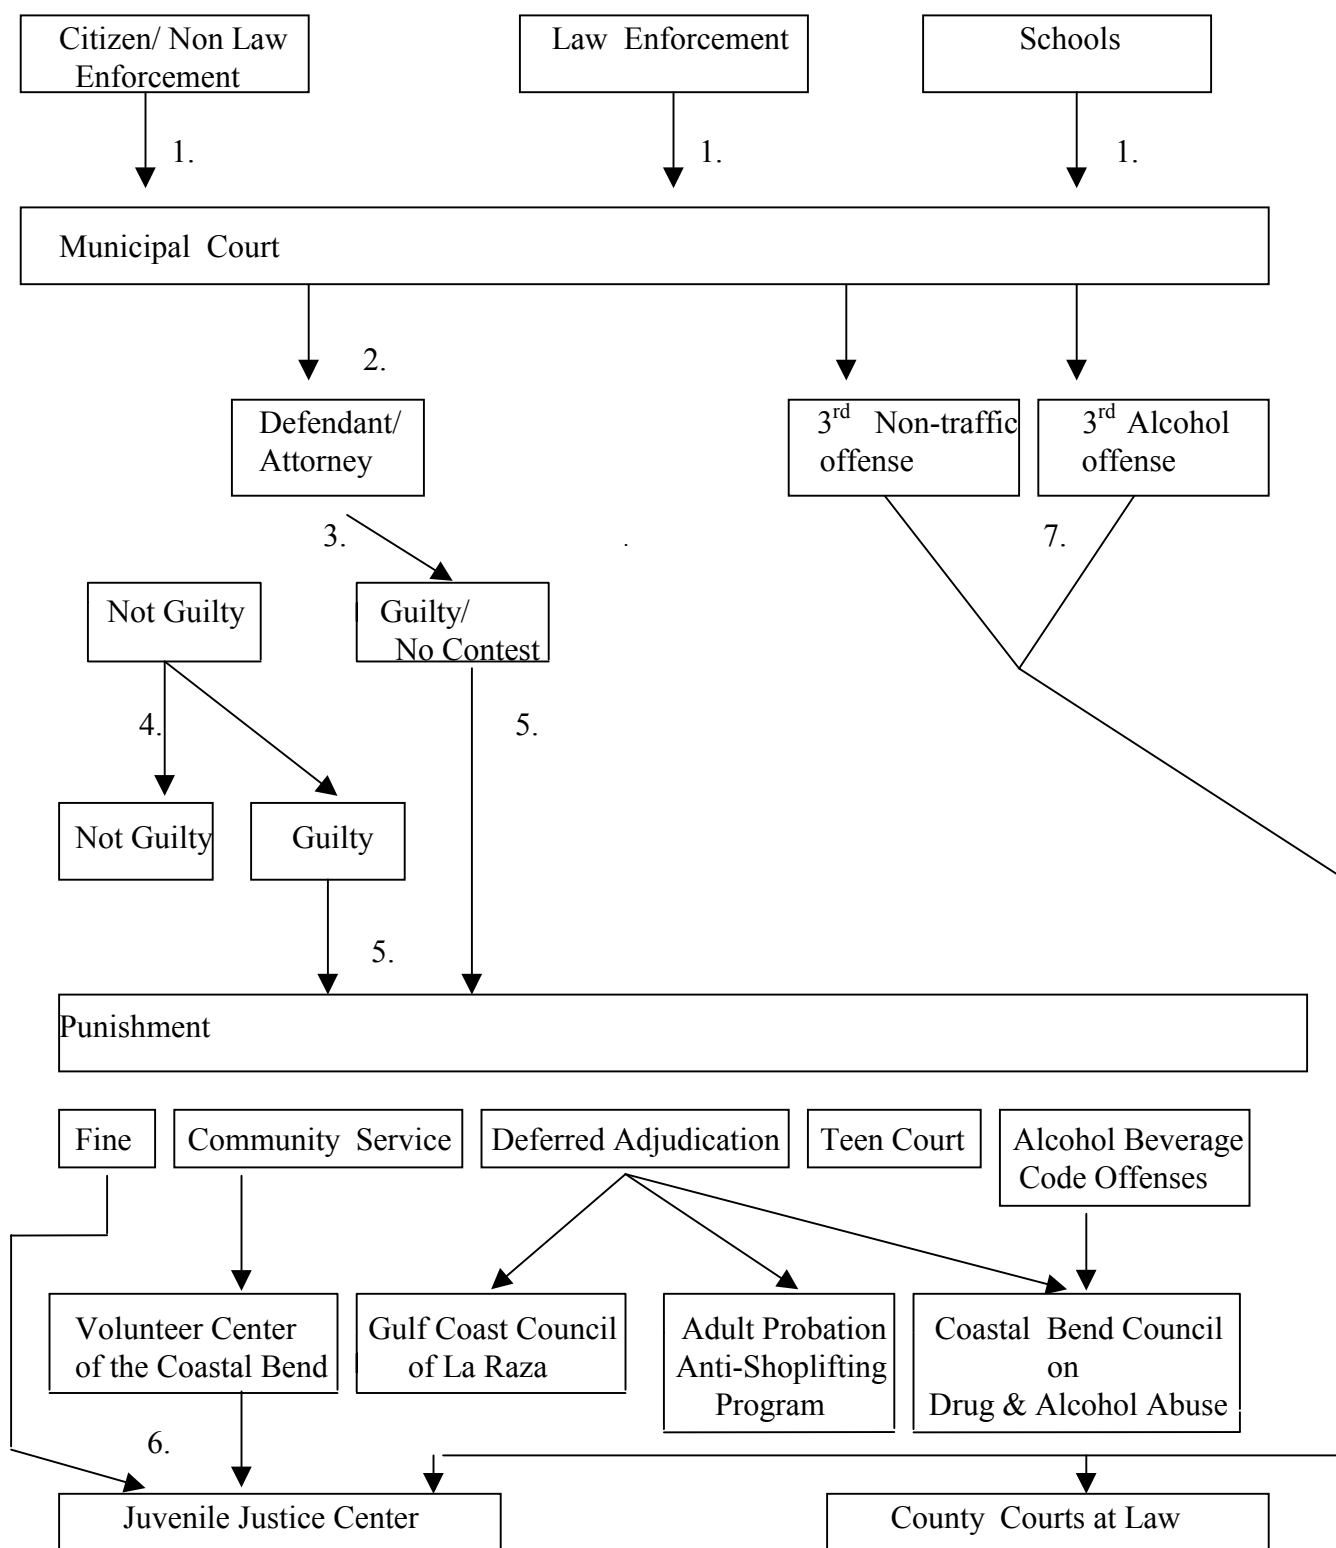 Citizen/ Non Law
Enforcement
Law Enforcement
Schools
1.
1.
1.
Municipal Court
2.
Defendant/
Attorney
3rd Non-traffic
offense
3rd Alcohol
offense
3.
.
7.
Not Guilty
Guilty/
No Contest
4.
5.
Not Guilty
Guilty
5.
Punishment
Fine
Community Service
Deferred Adjudication
Teen Court
Alcohol Beverage
Code Offenses
Volunteer Center
of the Coastal Bend
Gulf Coast Council
of La Raza
Adult Probation
Anti-Shoplifting
Program
Coastal Bend Council
on
Drug & Alcohol Abuse
6.
Juvenile Justice Center
County Courts at Law